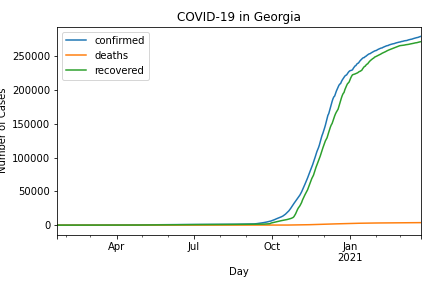 COVID-19 in Georgia
confirmed
deaths
recovered
Number of Cases
250000
200000
150000
100000
50000
0
Apr
Jul
Oct
Jan
2021
Day